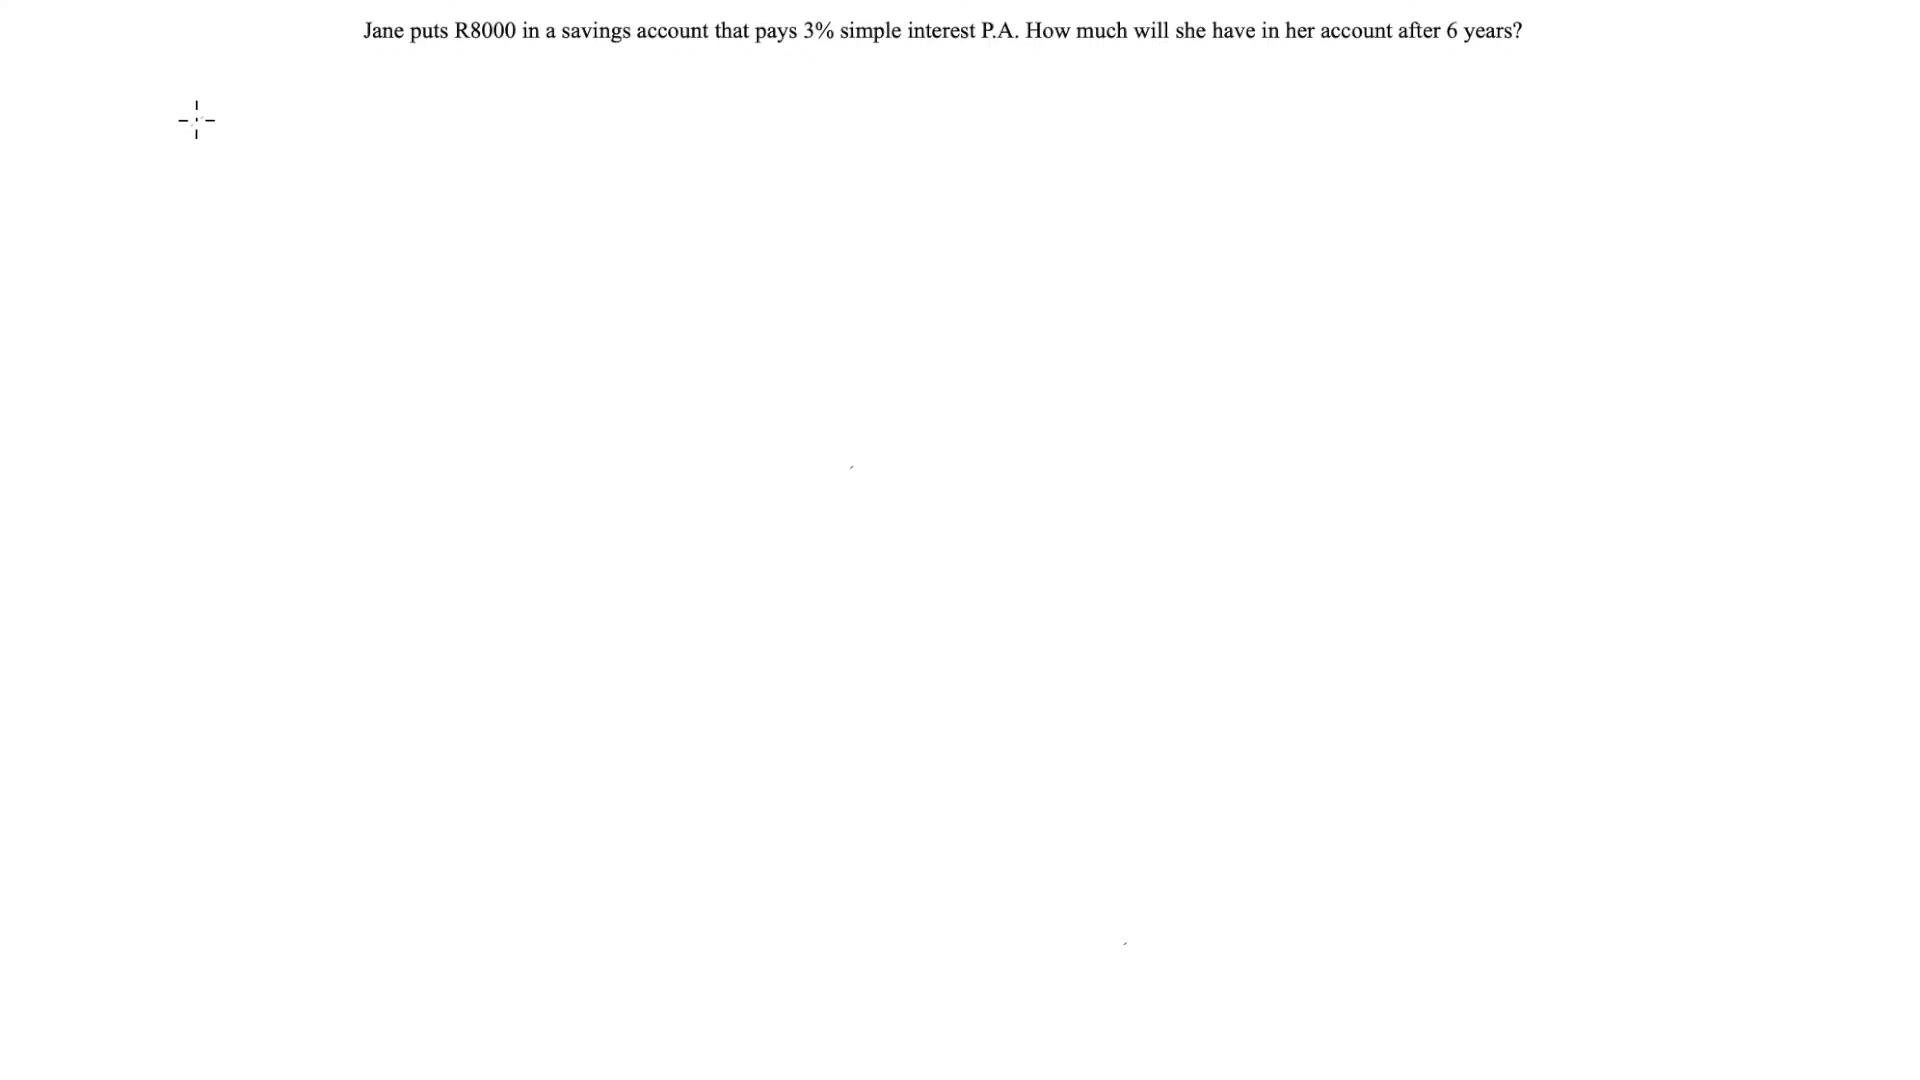 Jane puts R8000 in a savings account that pays 3% simple interest P.A. How much will she have in her account after 6 years?